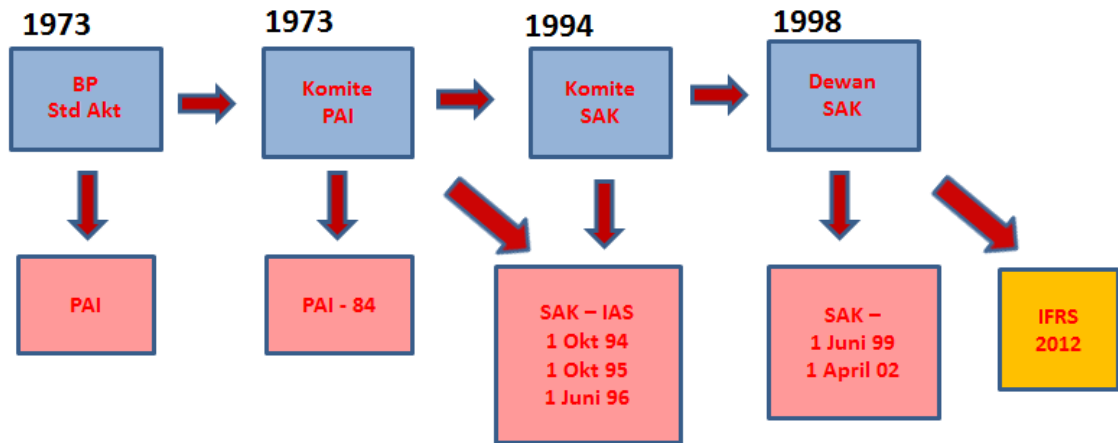 1973
1973
1994
1998
BP
Std Akt
Komite
PAI
Komite
SAK
Dewan
SAK
PAI
PAI - 84
SAK – IAS
1 Okt 94
1 Okt 95
1 Juni 96
SAK –
1 Juni 99
1 April 02
IFRS
2012